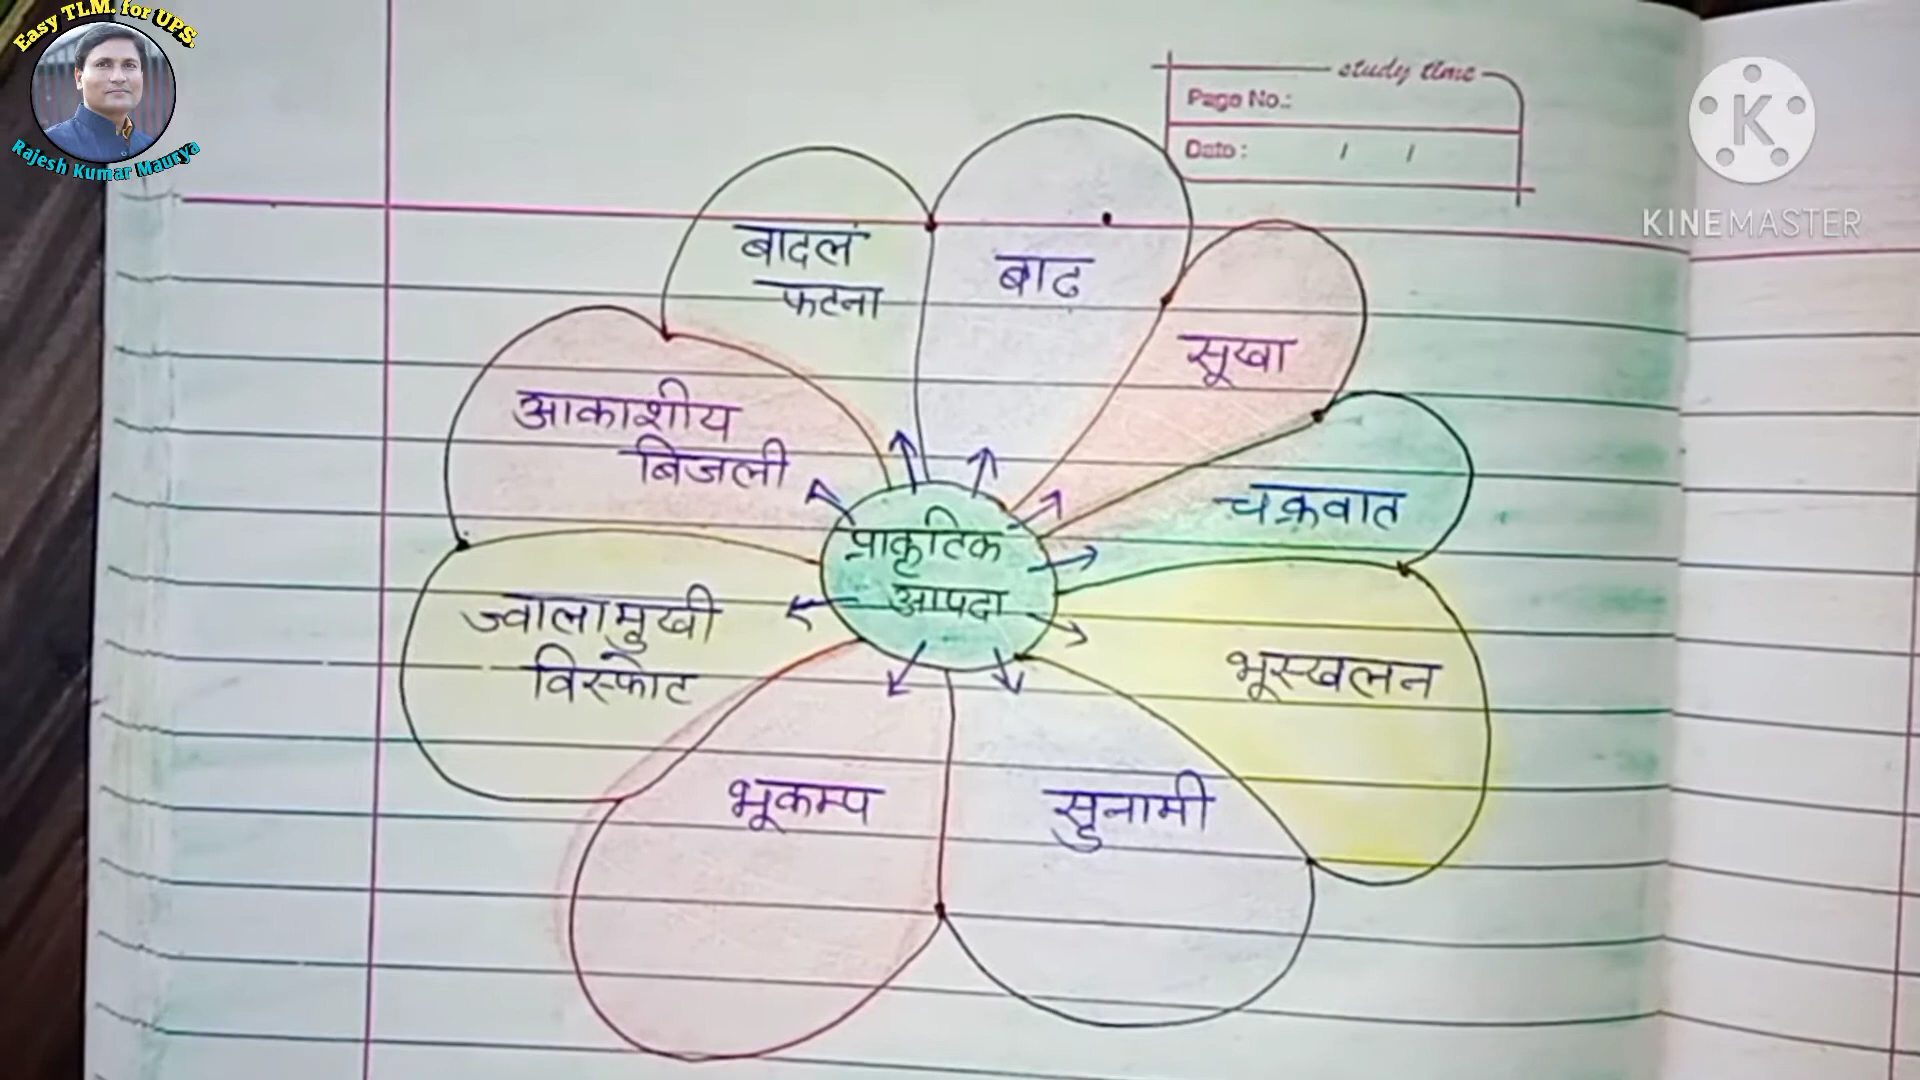 Easy TLM. for UPS.
Rajesh Kumar Maurya
study time
Page No.:
Date : / /
K
KINEMASTER
बादल
फटना
बाढ
सूखा
आकाशीय
बिजली
चक्रवात
प्राकृतिक
आपदा
ज्वालामुखी
विस्फोट
भूस्खलन
भूकम्प
सुनामी